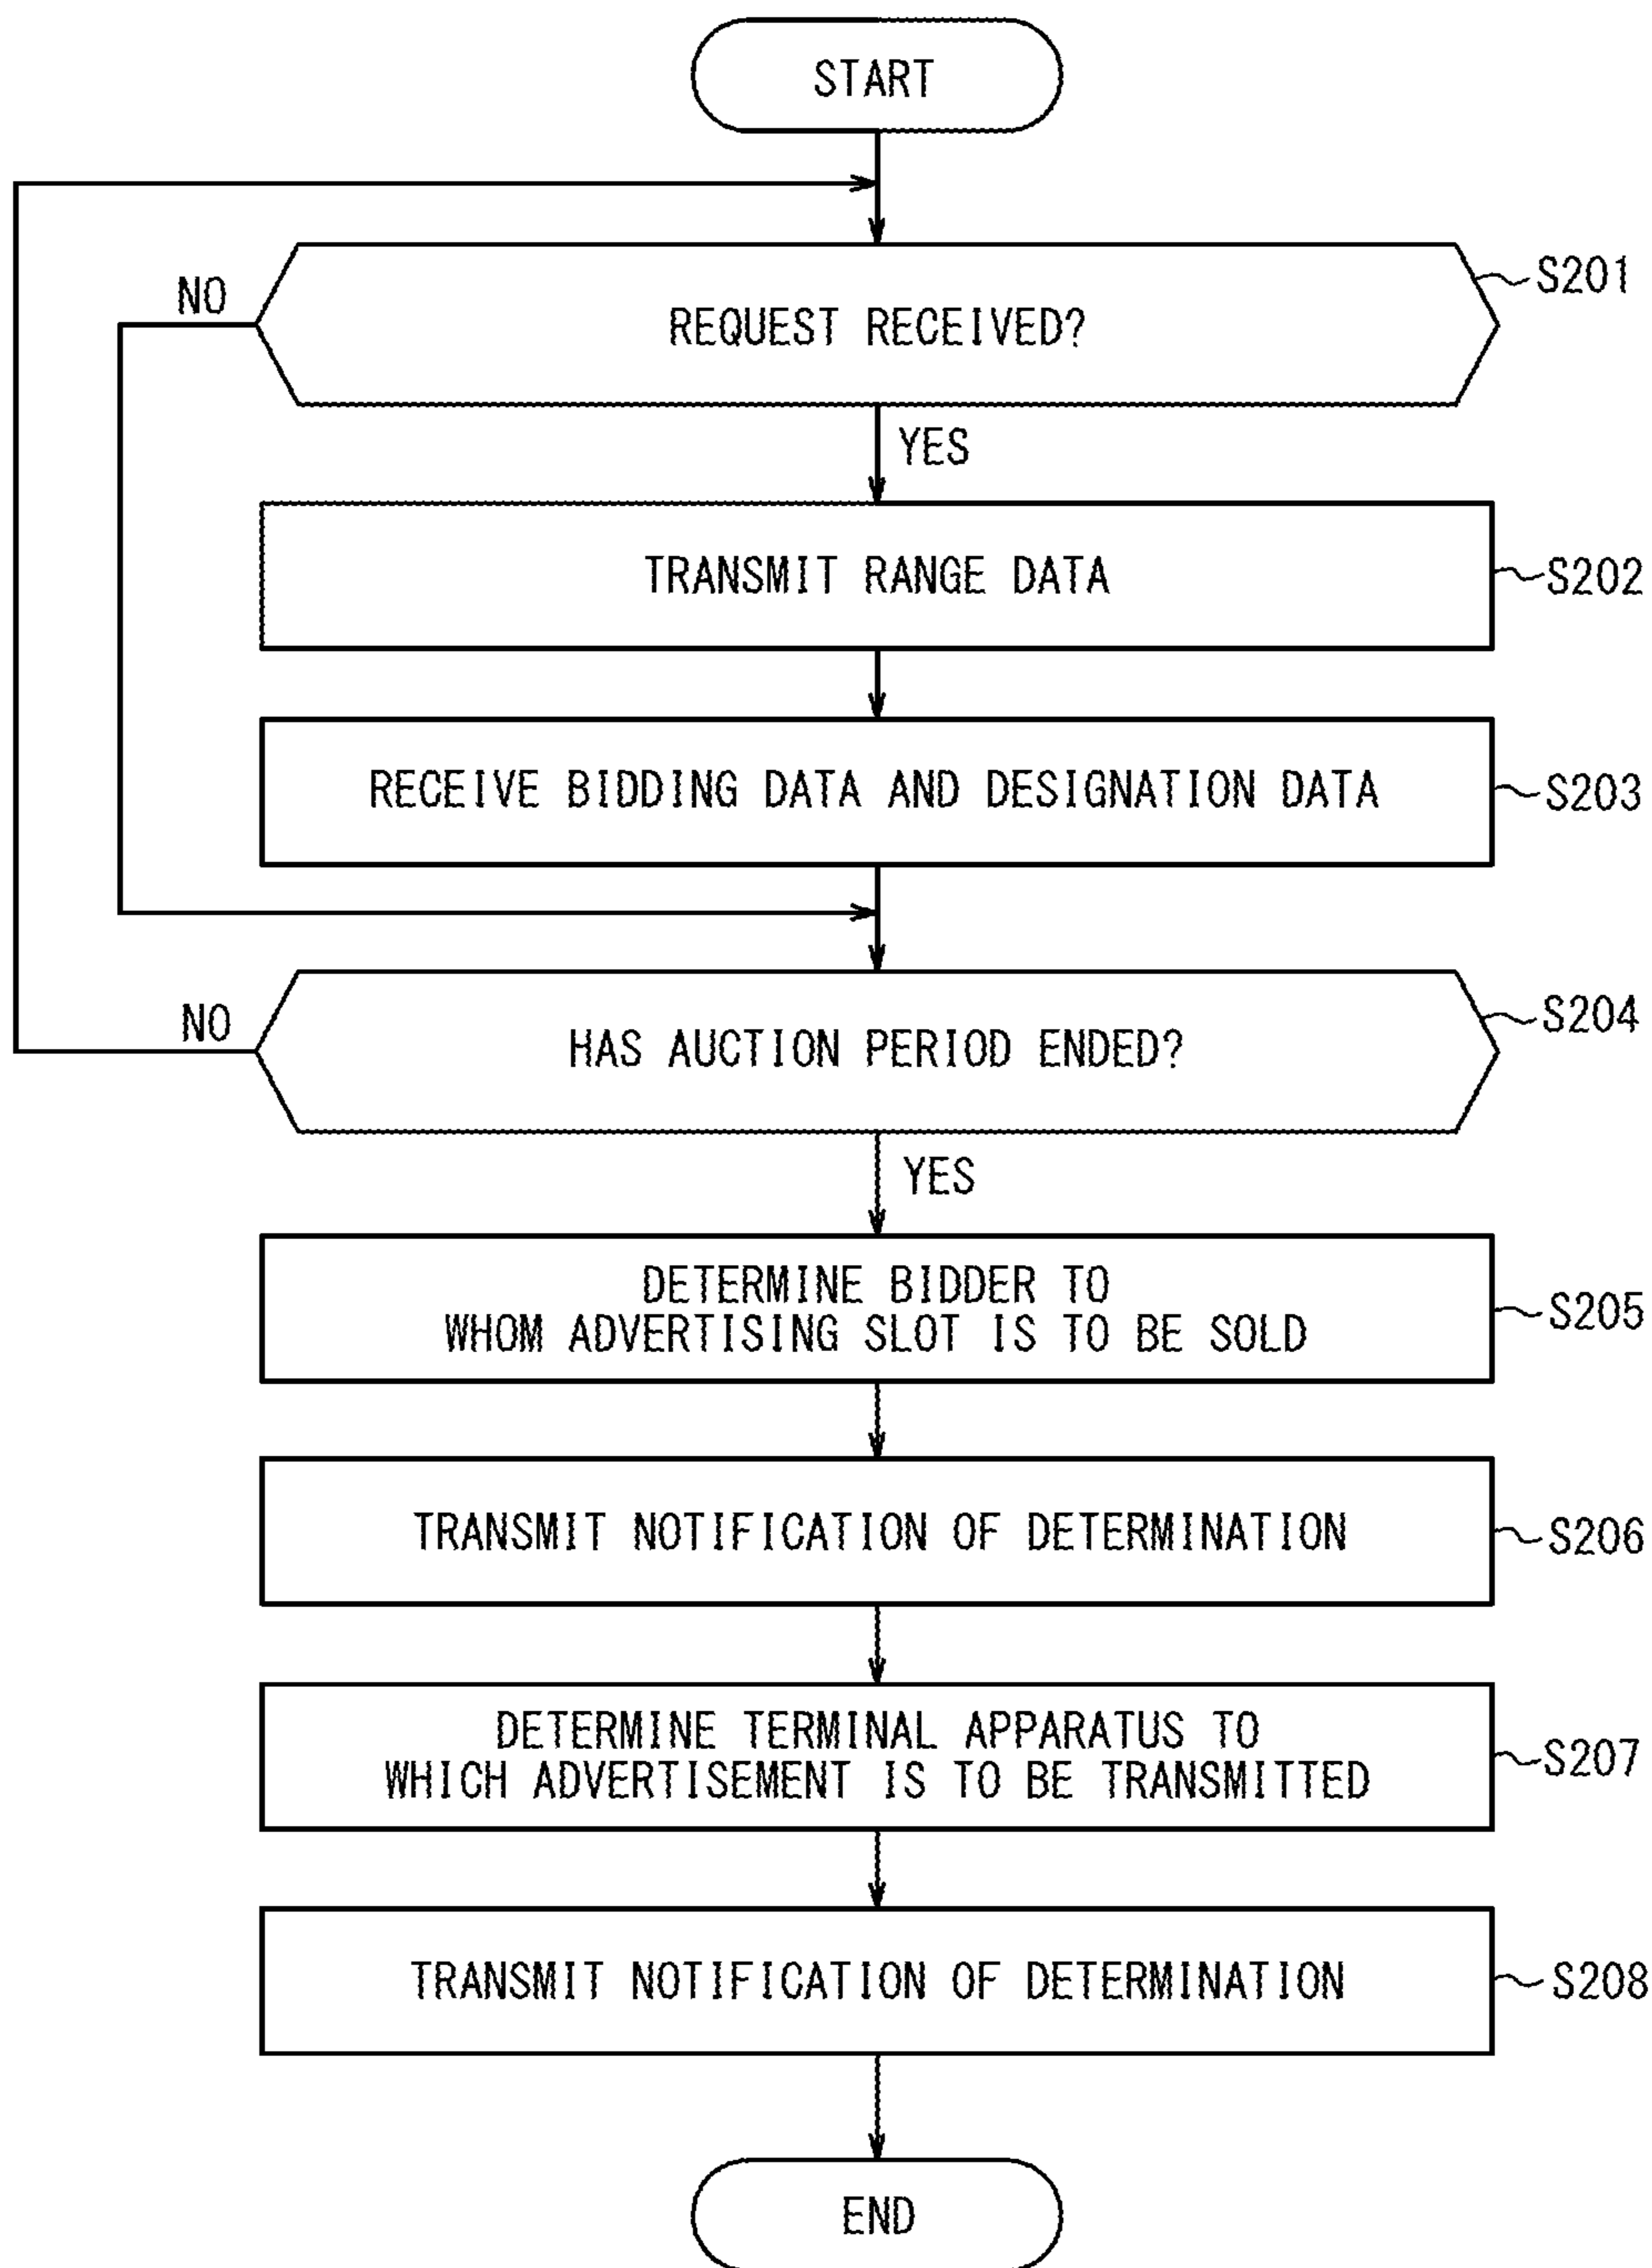 START
S201
NO
REQUEST RECEIVED?
YES
TRANSMIT RANGE DATA
S202
RECEIVE BIDDING DATA AND DESIGNATION DATA
S203
S204
NO
HAS AUCTION PERIOD ENDED?
YES
DETERMINE BIDDER TO
WHOM ADVERTISING SLOT IS TO BE SOLD
S205
TRANSMIT NOTIFICATION OF DETERMINATION
S206
DETERMINE TERMINAL APPARATUS TO
WHICH ADVERTISEMENT IS TO BE TRANSMITTED
S207
TRANSMIT NOTIFICATION OF DETERMINATION
S208
END